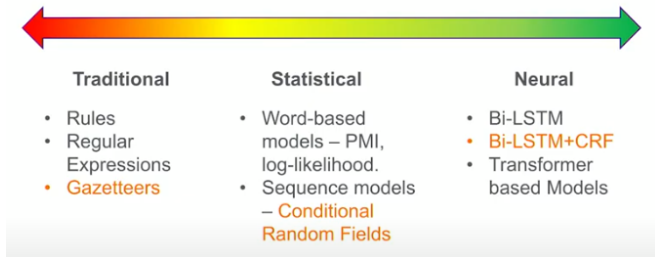 Traditional
• Rules
• Regular
Expressions
• Gazetteers
Statistical
• Word-based
models – PMI,
log-likelihood.
• Sequence models
– Conditional
Random Fields
Neural
• Bi-LSTM
• Bi-LSTM+CRF
• Transformer
based Models